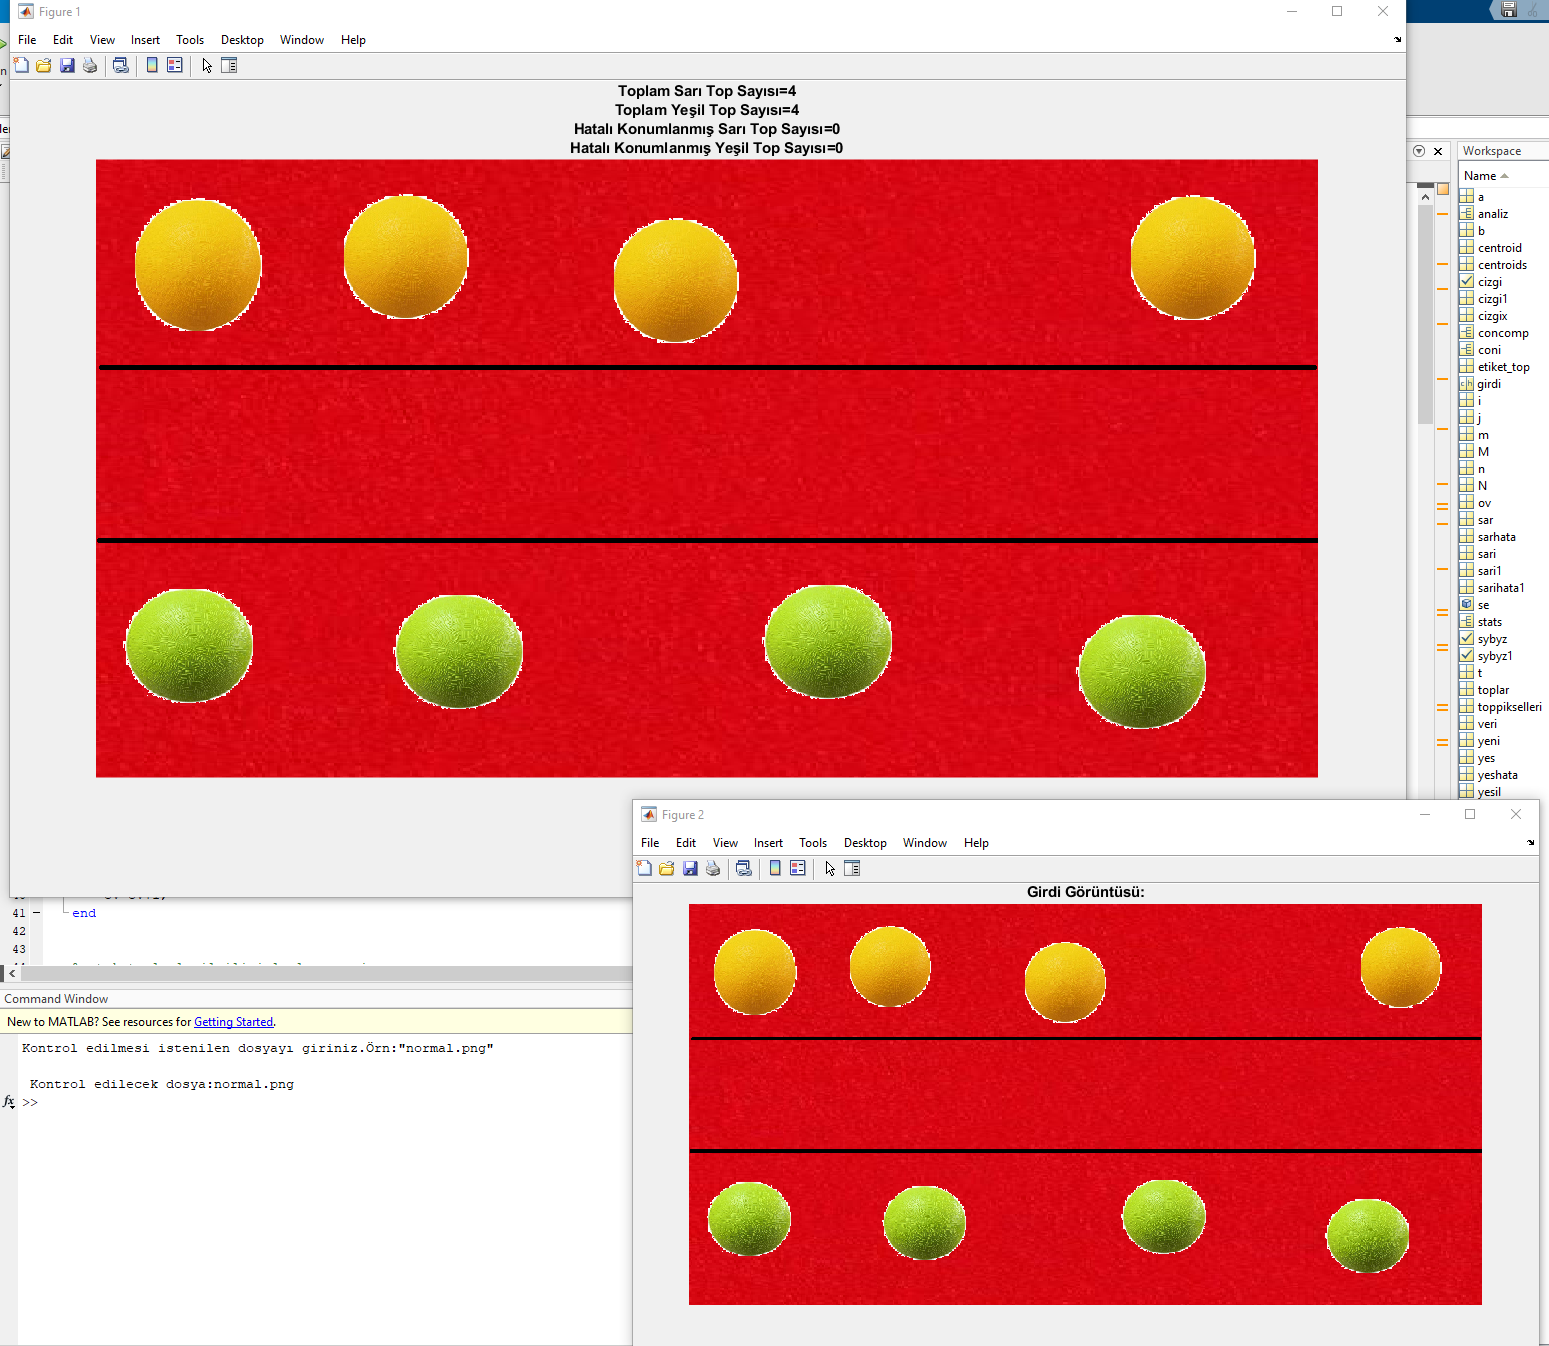 Figure 1
File Edit View Insert Tools Desktop Window Help
Toplam Sarı Top Sayısı=4
Toplam Yeşil Top Sayısı=4
Hatalı Konumlanmış Sarı Top Sayısı=0
Hatalı Konumlanmış Yeşil Top Sayısı=0
Workspace
Name
a
analiz
b
centroid
centroids
cizgi
cizgi1
cizgix
concomp
coni
etiket_top
girdi
i
j
m
M
n
N
ov
sar
sarhata
sari
sari1
sarihata1
se
stats
sybyz
sybyz1
t
toplar
toppikselleri
veri
yeni
yes
yeshata
yesil
Figure 2
File Edit View Insert Tools Desktop Window Help
Girdi Görüntüsü:
41 end
42
43
Command Window
New to MATLAB? See resources for Getting Started.
Kontrol edilmesi istenilen dosyayı giriniz.Örn:"normal.png"
Kontrol edilecek dosya:normal.png
fx >>